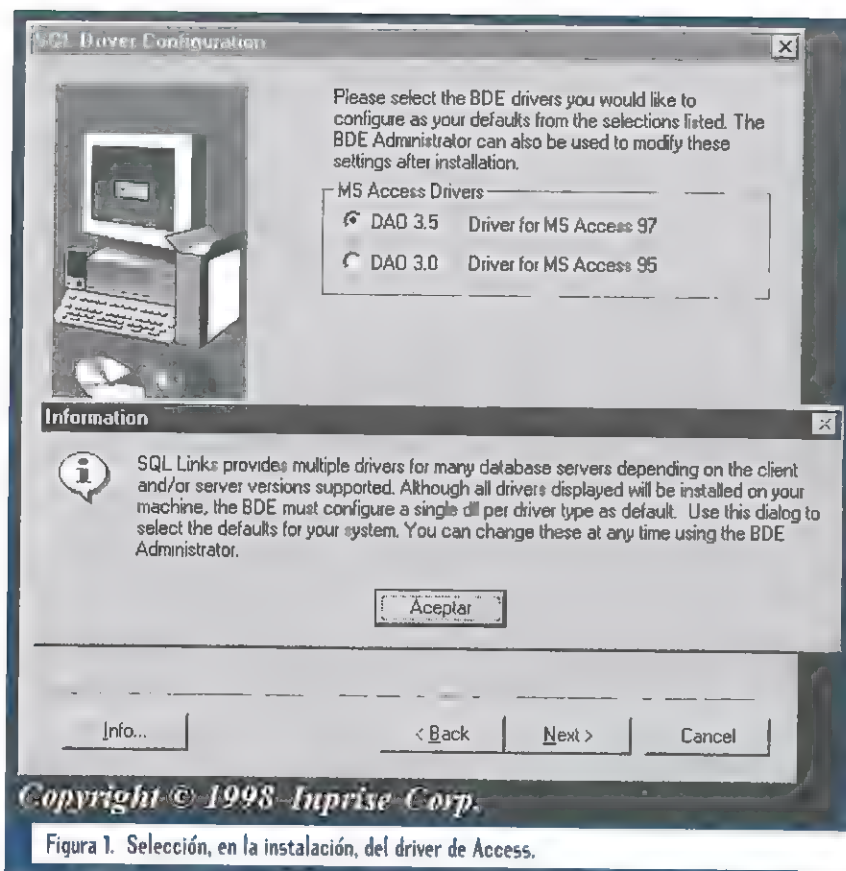 SQL Driver Configuration
Please select the BDE drivers you would like to
configure as your defaults from the selections listed. The
BDE Administrator can also be used to modify these
settings after installation.
MS Access Drivers
DAO 3.5 Driver for MS Access 97
DAO 3.0 Driver for MS Access 95
Information
SQL Links provides multiple drivers for many database servers depending on the client
and/or server versions supported. Although all drivers displayed will be installed on your
machine, the BDE must configure a single dll per driver type as default. Use this dialog to
select the defaults for your system. You can change these at any time using the BDE
Administrator.
Aceptar
Info...
< Back
Next >
Cancel
Copyright © 1998 Inprise Corp.
Figura 1. Selección, en la instalación, del driver de Access.